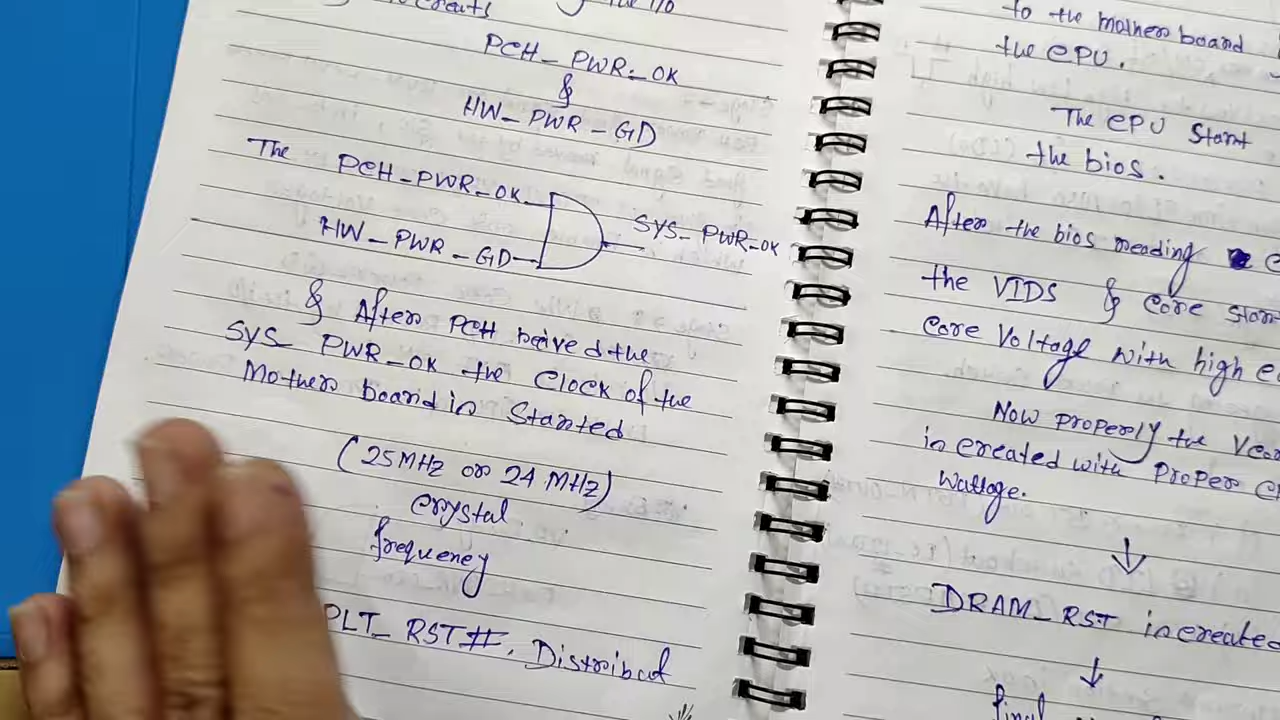 the I/O
PCH_PWR_OK
&
HW_PWR_GD
The PCH_PWR_OK
HW_PWR_GD
SYS_PWR_OK
& After PCH
SYS_PWR_OK the Clock of the
Mother board is Started
(25MHz or 24 MHz)
crystal
frequency
PLT_RST#, Distribut
to the mother board
the CPU.
The CPU Start
the bios.
After the bios reading
the VIDS & Core Start
Core Voltage with high
Now properly the
is created with Proper
DRAM_RST is created
final